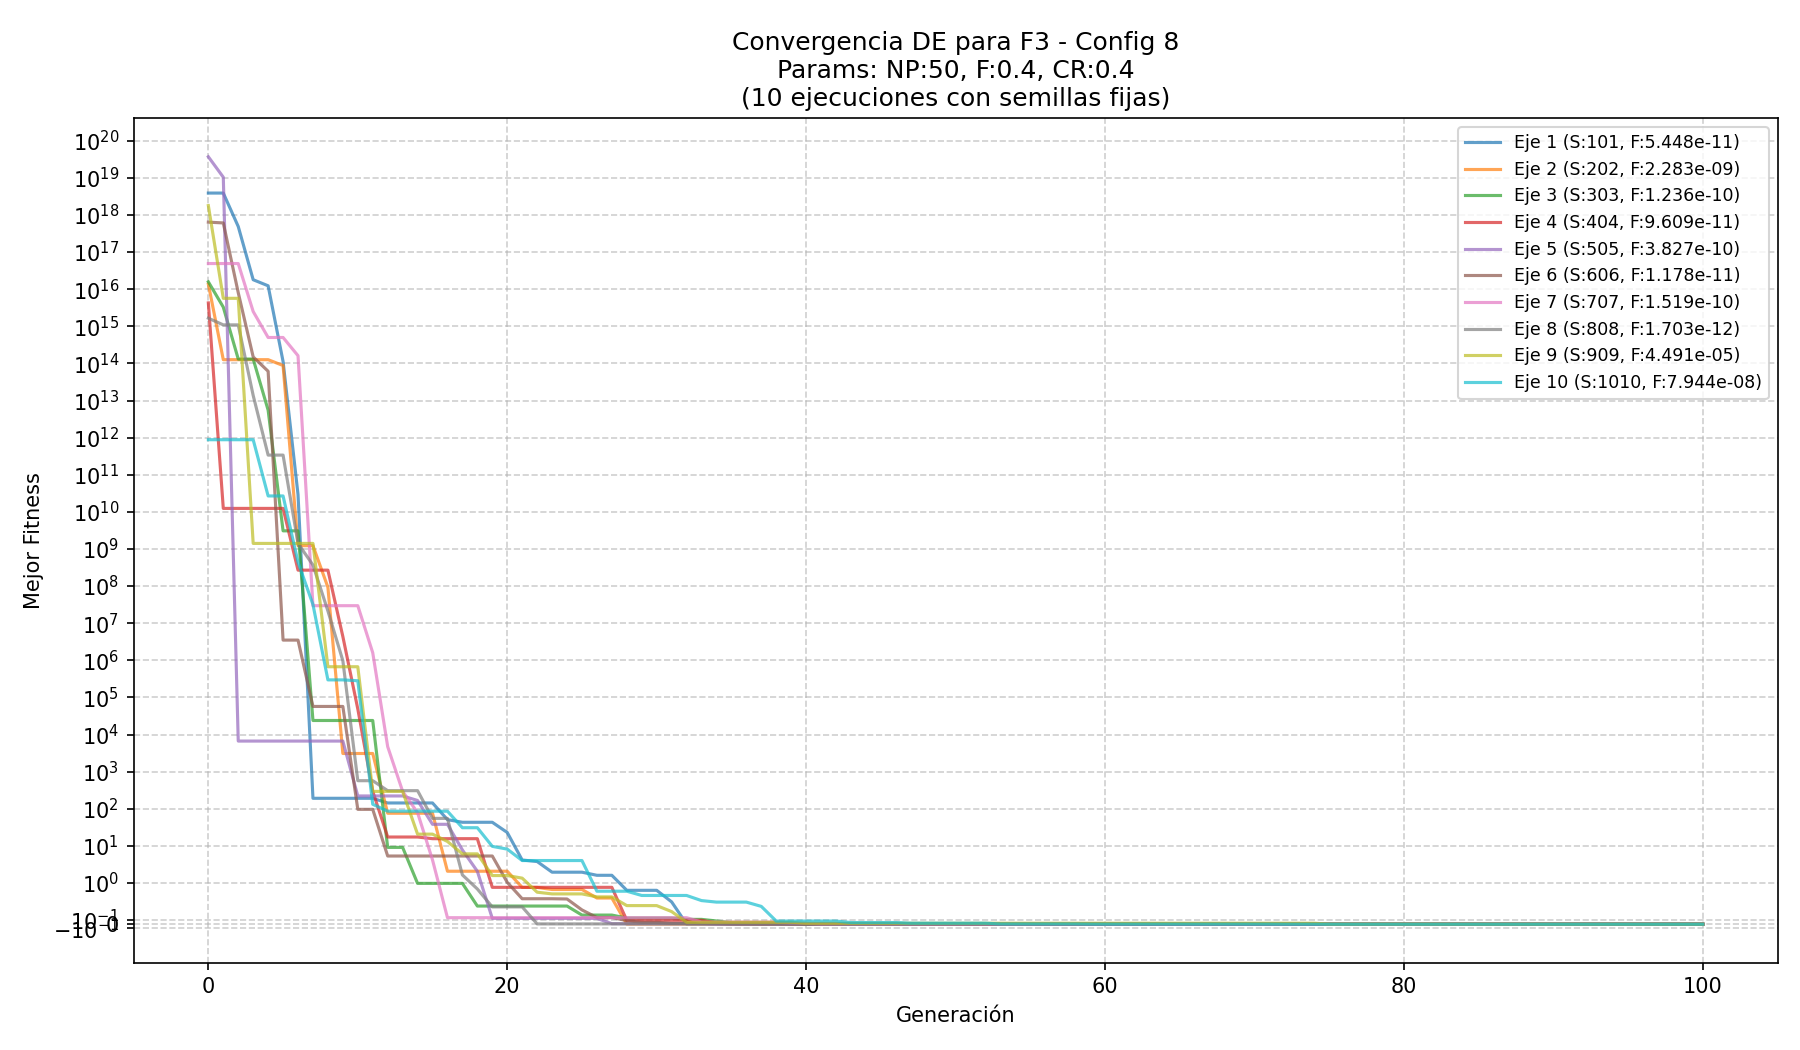 Convergencia DE para F3 - Config 8
Params: NP:50, F:0.4, CR:0.4
(10 ejecuciones con semillas fijas)
Mejor Fitness
10^20
10^19
10^18
10^17
10^16
10^15
10^14
10^13
10^12
10^11
10^10
10^9
10^8
10^7
10^6
10^5
10^4
10^3
10^2
10^1
10^0
10^-1
0
-10^-1
Eje 1 (S:101, F:5.448e-11)
Eje 2 (S:202, F:2.283e-09)
Eje 3 (S:303, F:1.236e-10)
Eje 4 (S:404, F:9.609e-11)
Eje 5 (S:505, F:3.827e-10)
Eje 6 (S:606, F:1.178e-11)
Eje 7 (S:707, F:1.519e-10)
Eje 8 (S:808, F:1.703e-12)
Eje 9 (S:909, F:4.491e-05)
Eje 10 (S:1010, F:7.944e-08)
0 20 40 60 80 100
Generación